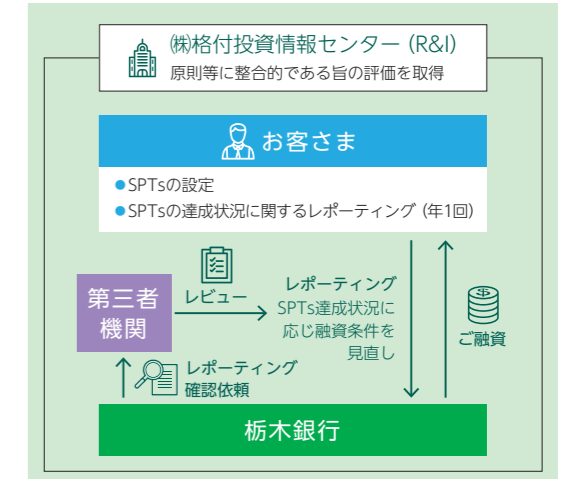 ㈱格付投資情報センター (R&I)
原則等に整合的である旨の評価を取得
お客さま
●SPTsの設定
●SPTsの達成状況に関するレポーティング (年1回)
第三者
機関
レビュー
レポーティング
SPTs達成状況に
応じ融資条件を
見直し
ご融資
レポーティング
確認依頼
栃木銀行